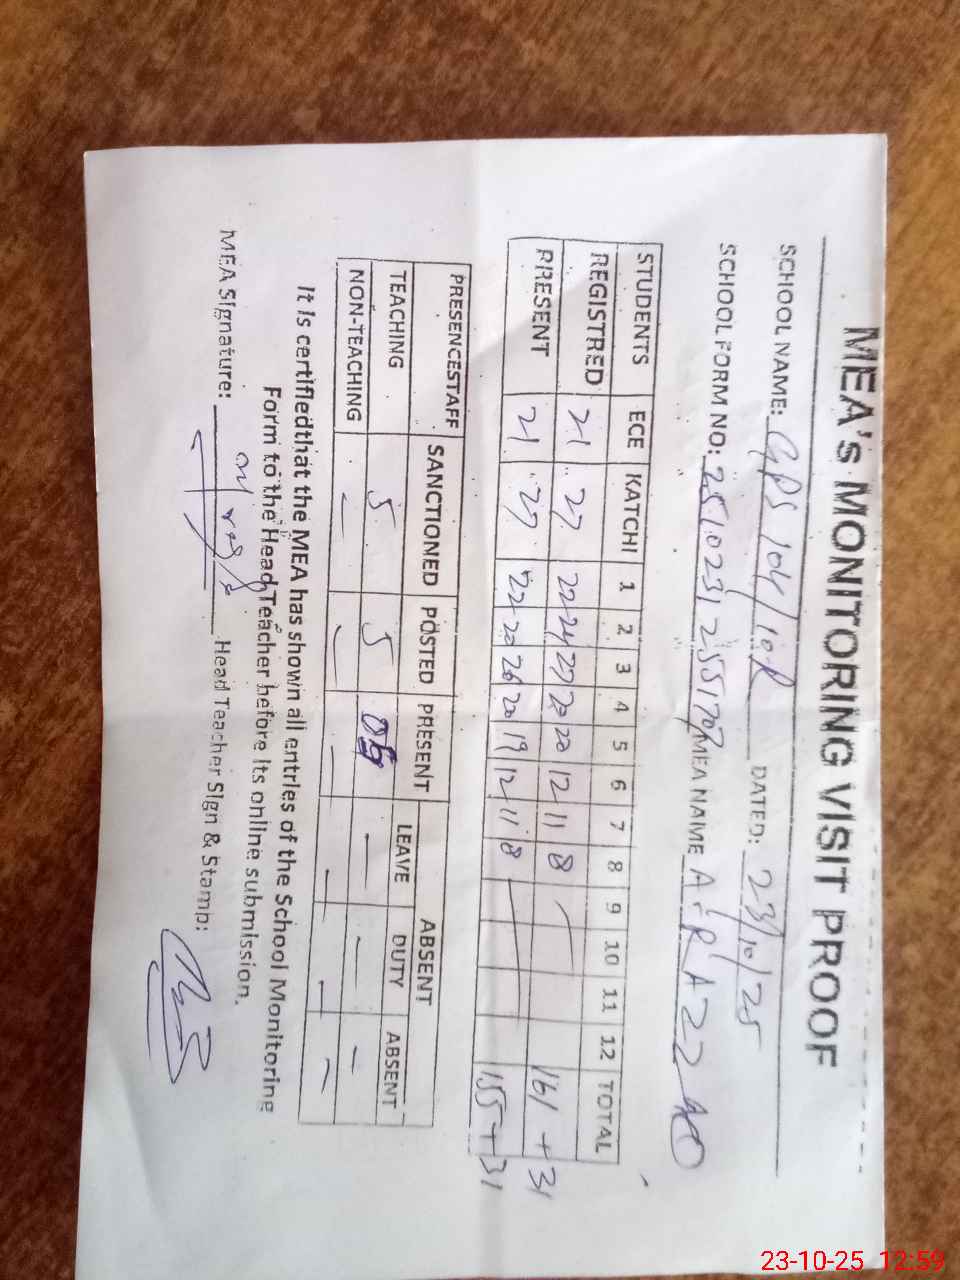 MEA's MONITORING VISIT PROOF
SCHOOL NAME: GPS 104/10R DATED: 23/10/25
SCHOOL FORM NO: MEA NAME A.RAZZAQ
STUDENTS ECE KATCHI 1 2 3 4 5 6 7 8 9 10 11 12 TOTAL
REGISTRED 21 27 22 24 27 20 20 12 11 8 161 + 31
PRESENT 21 27 22 20 26 20 19 12 11 8 155 + 31
PRESENCESTAFF SANCTIONED POSTED PRESENT ABSENT
LEAVE DUTY ABSENT
TEACHING 5 5 05 - - -
NON-TEACHING - - - - - -
It is certifiedthat the MEA has shown all entries of the School Monitoring
Form to the Head Teacher before its online submission.
MEA Signature: Head Teacher Sign & Stamp:
23-10-25 12:59